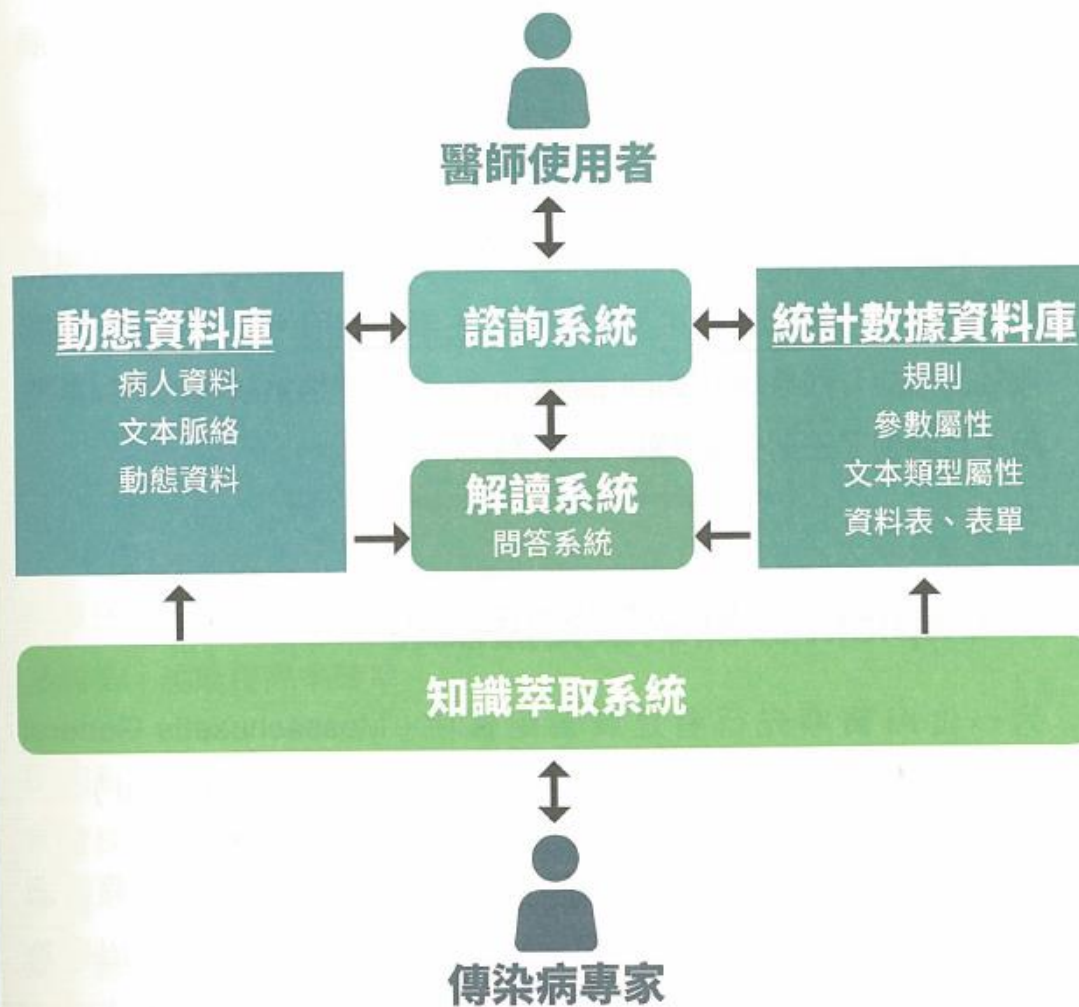 醫師使用者
動態資料庫
病人資料
文本脈絡
動態資料
諮詢系統
統計數據資料庫
規則
參數屬性
文本類型屬性
資料表、表單
解讀系統
問答系統
知識萃取系統
傳染病專家